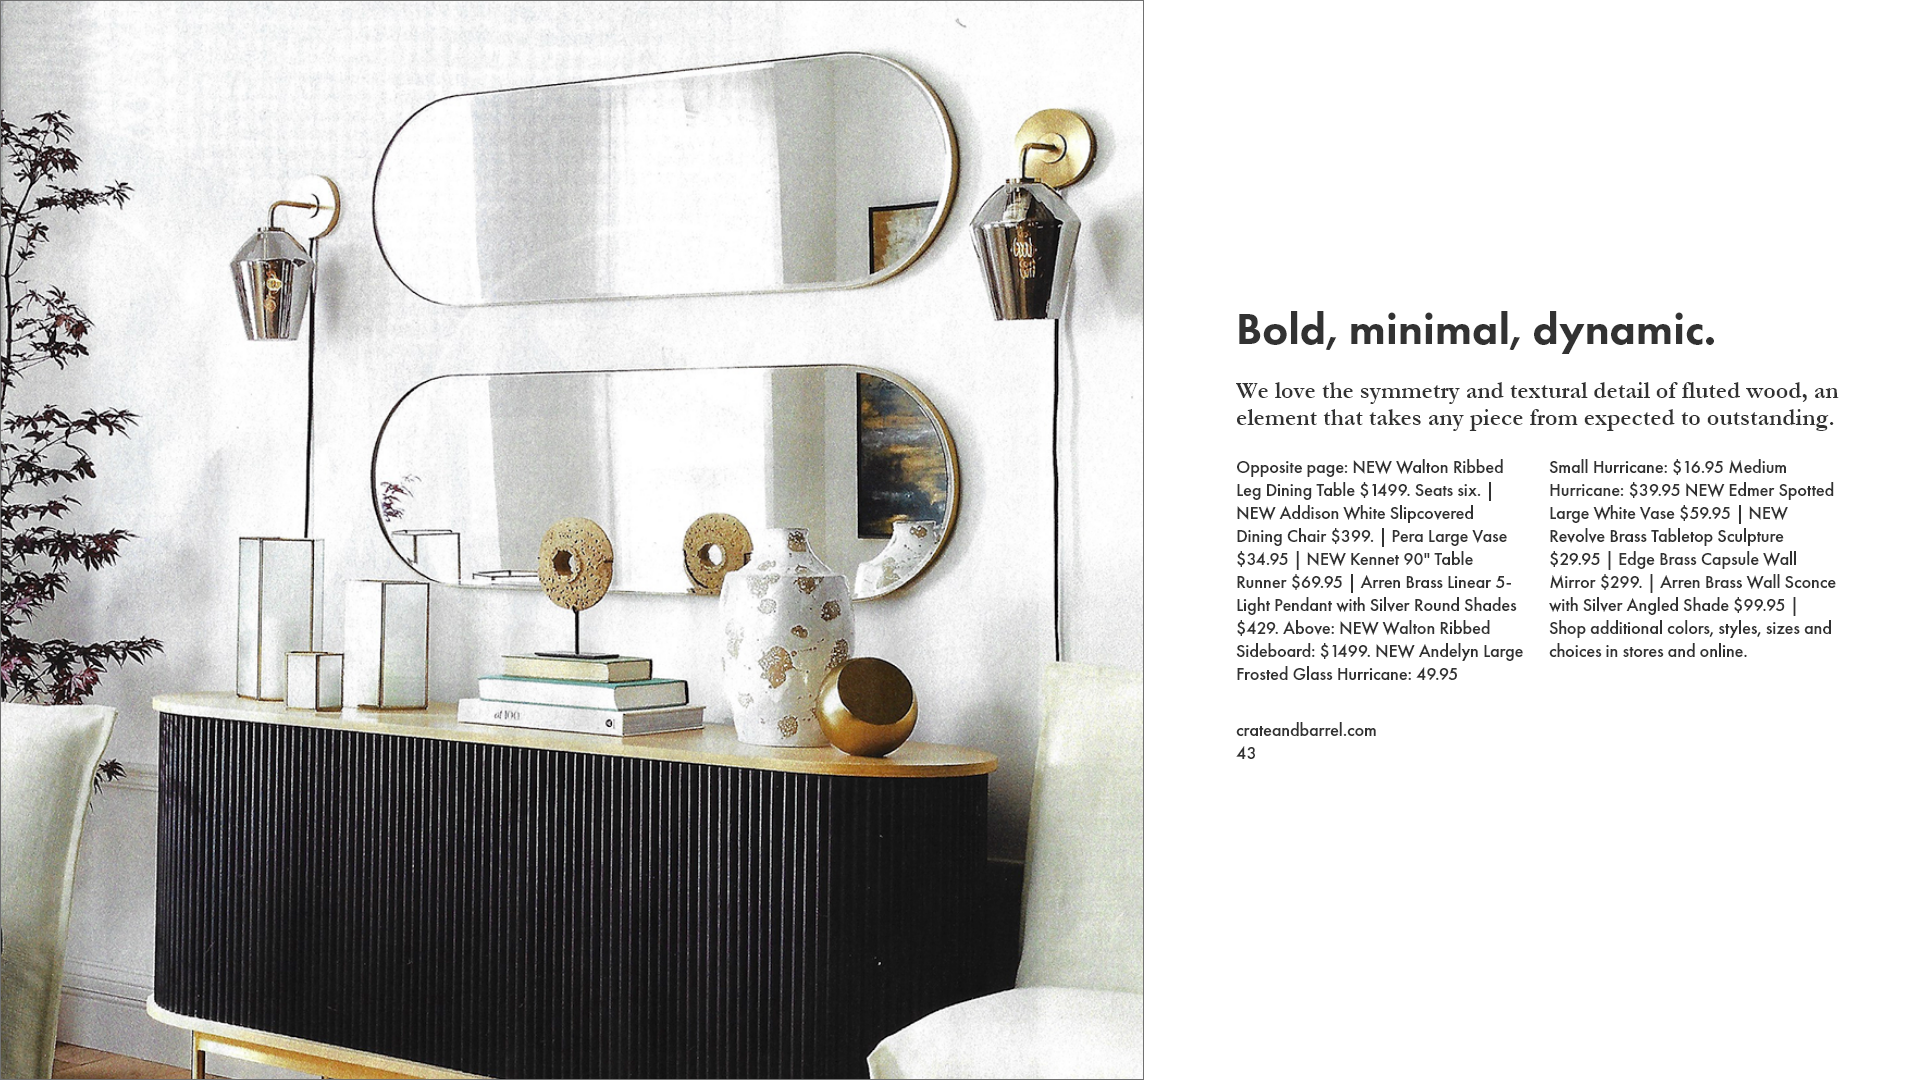 Bold, minimal, dynamic.
We love the symmetry and textural detail of fluted wood, an
element that takes any piece from expected to outstanding.
Opposite page: NEW Walton Ribbed
Leg Dining Table $1499. Seats six. |
NEW Addison White Slipcovered
Dining Chair $399. | Pera Large Vase
$34.95 | NEW Kennet 90" Table
Runner $69.95 | Arren Brass Linear 5-
Light Pendant with Silver Round Shades
$429. Above: NEW Walton Ribbed
Sideboard: $1499. NEW Andelyn Large
Frosted Glass Hurricane: 49.95
Small Hurricane: $16.95 Medium
Hurricane: $39.95 NEW Edmer Spotted
Large White Vase $59.95 | NEW
Revolve Brass Tabletop Sculpture
$29.95 | Edge Brass Capsule Wall
Mirror $299. | Arren Brass Wall Sconce
with Silver Angled Shade $99.95 |
Shop additional colors, styles, sizes and
choices in stores and online.
crateandbarrel.com
43
at 100